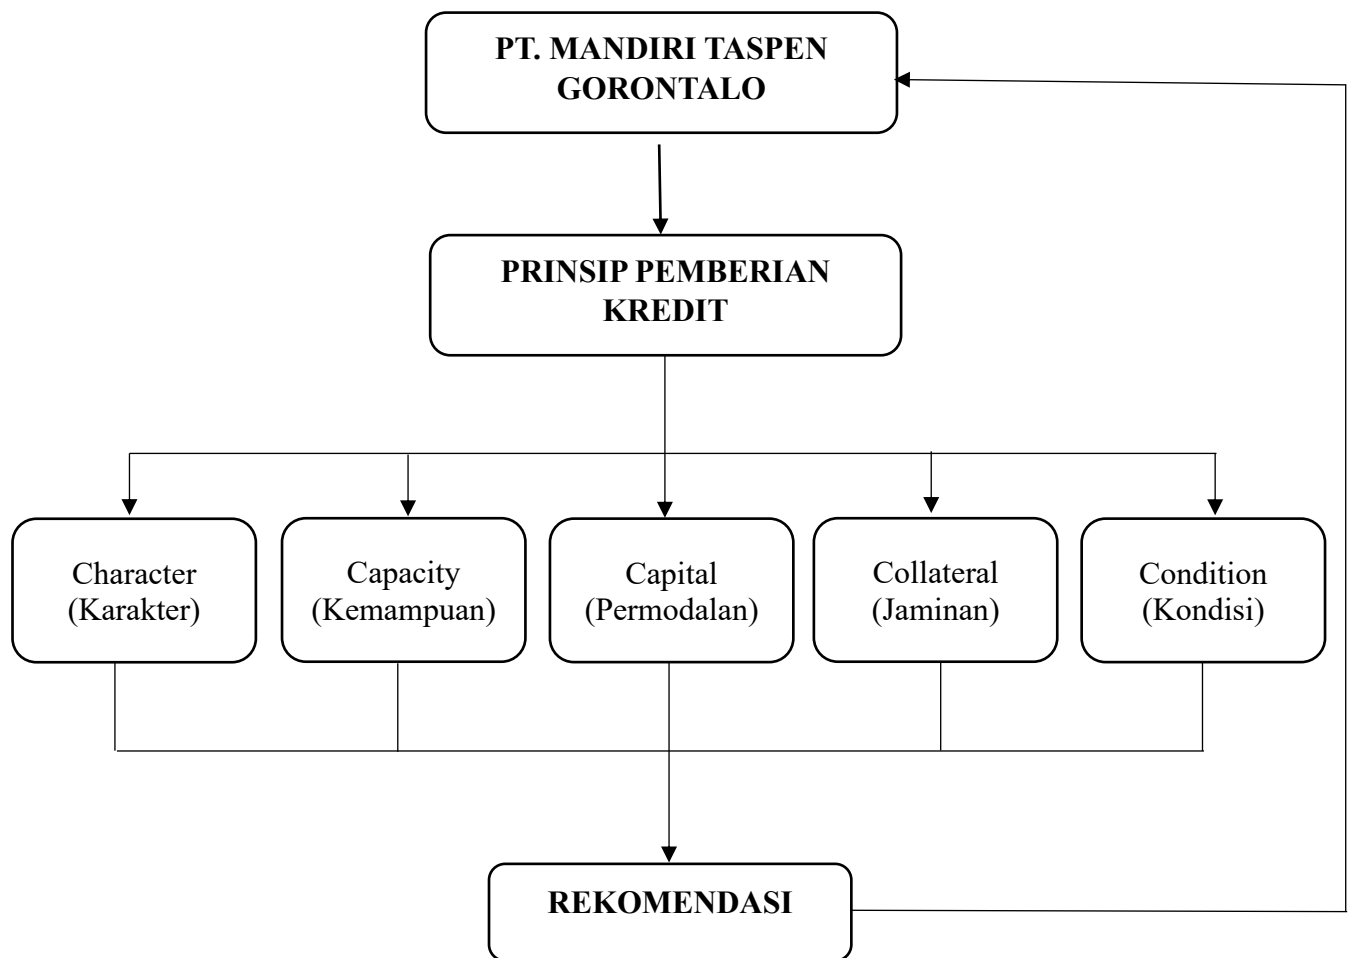 PT. MANDIRI TASPEN
GORONTALO
PRINSIP PEMBERIAN
KREDIT
Character
(Karakter)
Capacity
(Kemampuan)
Capital
(Permodalan)
Collateral
(Jaminan)
Condition
(Kondisi)
REKOMENDASI